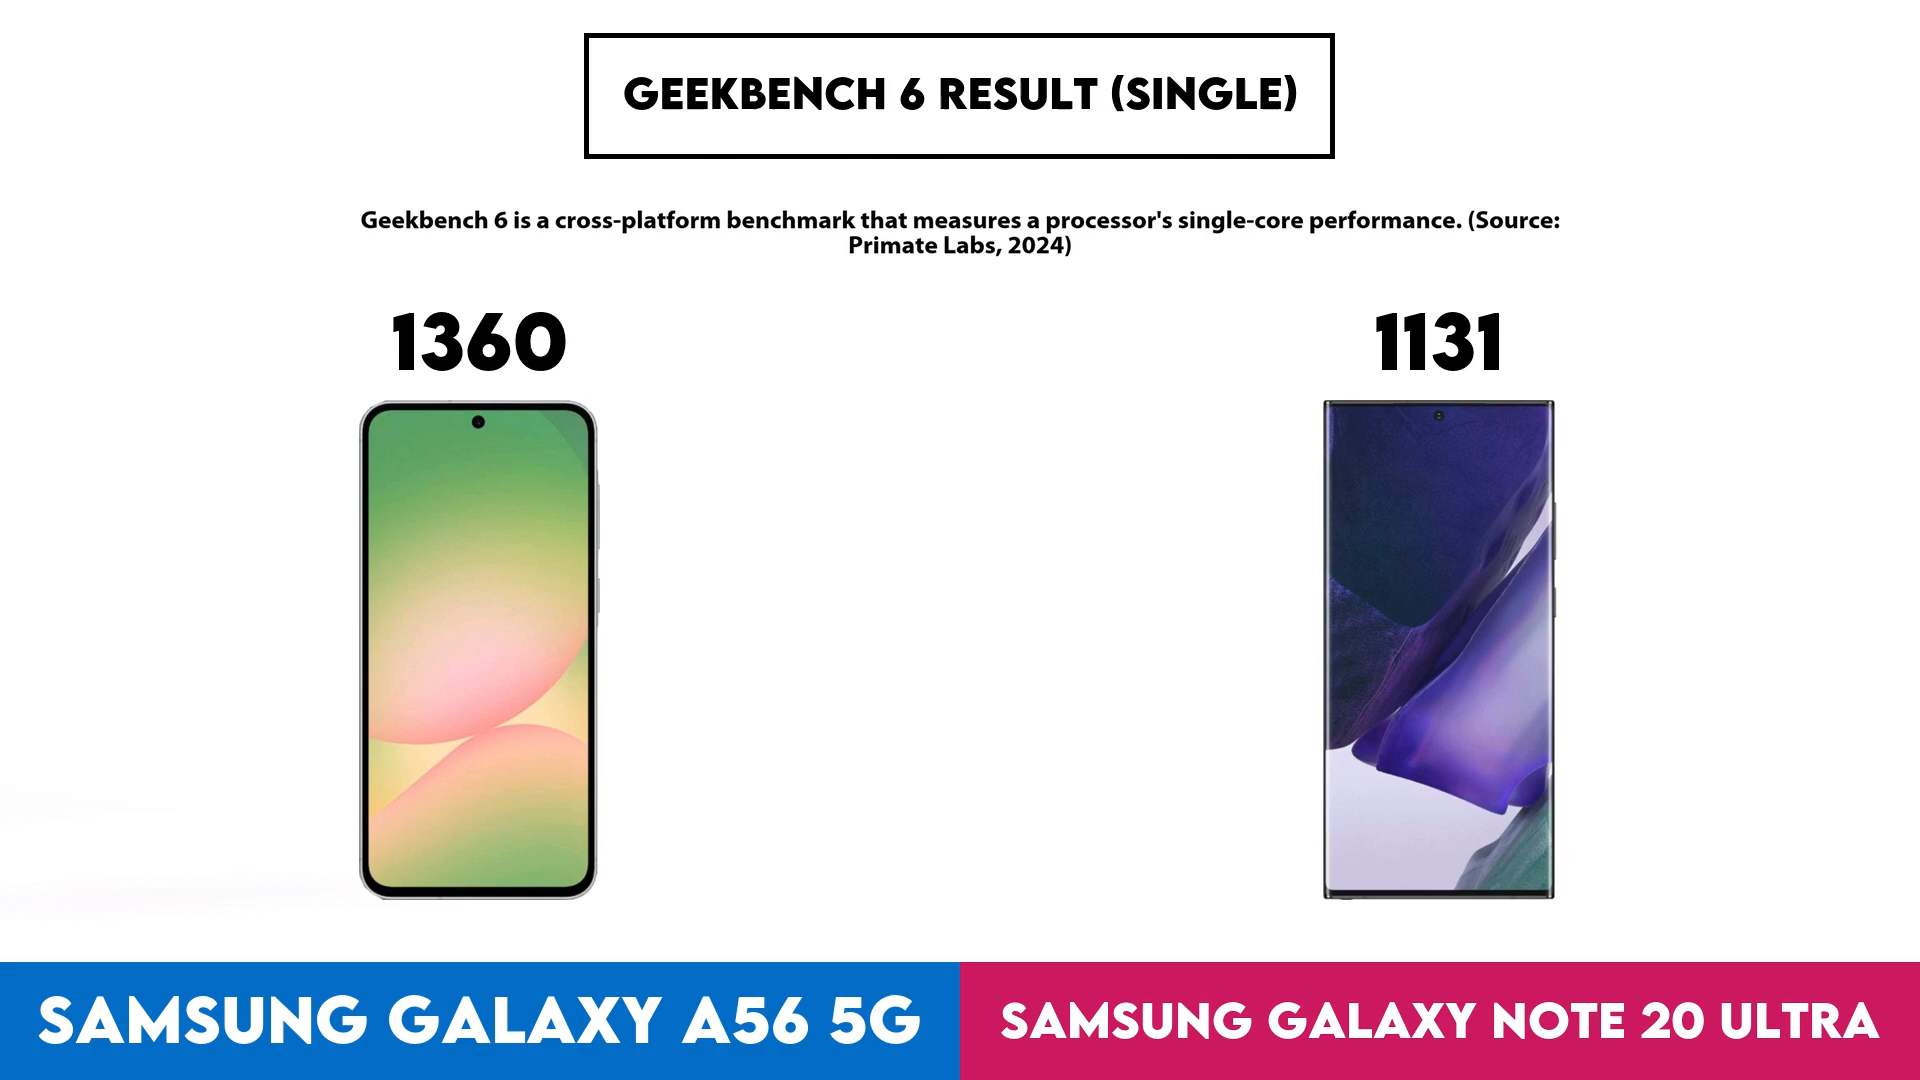 GEEKBENCH 6 RESULT (SINGLE)
Geekbench 6 is a cross-platform benchmark that measures a processor's single-core performance. (Source:
Primate Labs, 2024)
1360
1131
SAMSUNG GALAXY A56 5G
SAMSUNG GALAXY NOTE 20 ULTRA